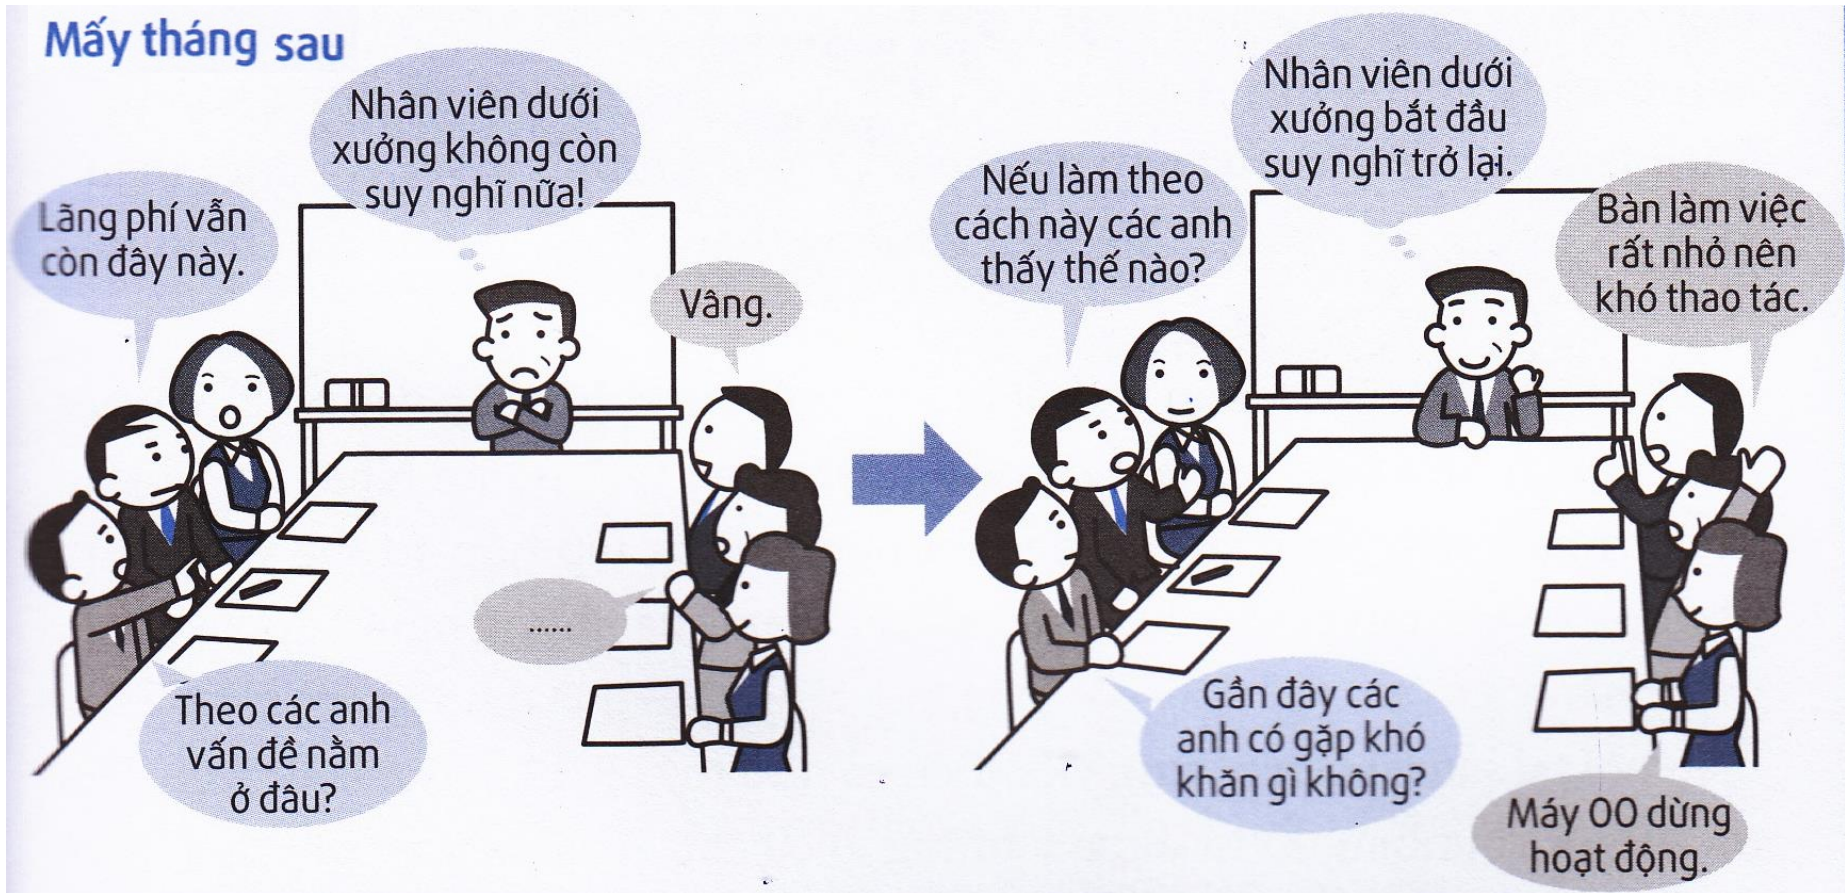 Mấy tháng sau
Nhân viên dưới
xưởng không còn
suy nghĩ nữa!
Lãng phí vẫn
còn đây này.
Vâng.
......
Theo các anh
vấn đề nằm
ở đâu?
Nhân viên dưới
xưởng bắt đầu
suy nghĩ trở lại.
Nếu làm theo
cách này các anh
thấy thế nào?
Bàn làm việc
rất nhỏ nên
khó thao tác.
Gần đây các
anh có gặp khó
khăn gì không?
Máy OO dừng
hoạt động.